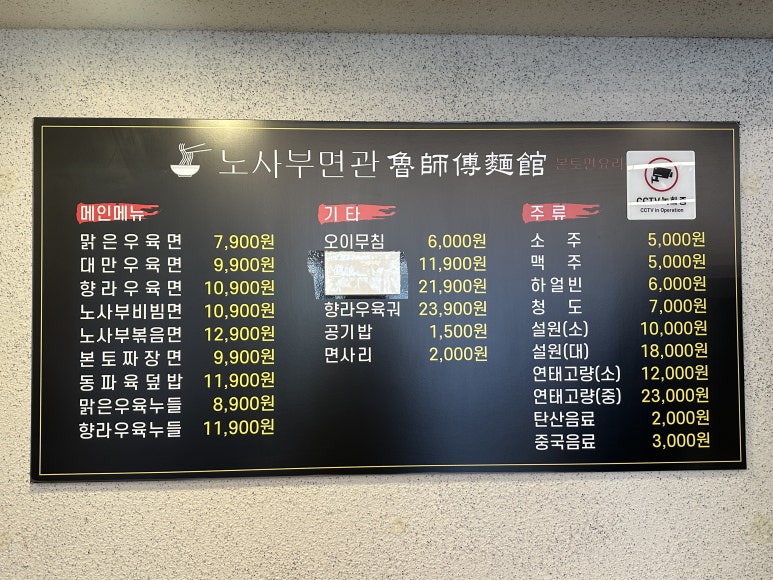 노사부면관 魯師傅麵館 본토면요리
CCTV 녹화중
CCTV in Operation
메인메뉴
맑은우육면 7,900원
대만우육면 9,900원
향라우육면 10,900원
노사부비빔면 10,900원
노사부볶음면 12,900원
본토짜장면 9,900원
동파육덮밥 11,900원
맑은우육누들 8,900원
향라우육누들 11,900원
기타
오이무침 6,000원
11,900원
21,900원
향라우육궈 23,900원
공기밥 1,500원
면사리 2,000원
주류
소주 5,000원
맥주 5,000원
하얼빈 6,000원
청도 7,000원
설원(소) 10,000원
설원(대) 18,000원
연태고량(소) 12,000원
연태고량(중) 23,000원
탄산음료 2,000원
중국음료 3,000원